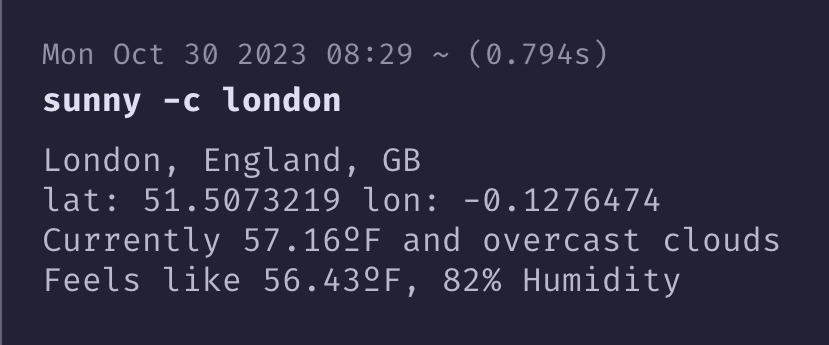 Mon Oct 30 2023 08:29 ~ (0.794s)
sunny -c london
London, England, GB
lat: 51.5073219 lon: -0.1276474
Currently 57.16ºF and overcast clouds
Feels like 56.43ºF, 82% Humidity